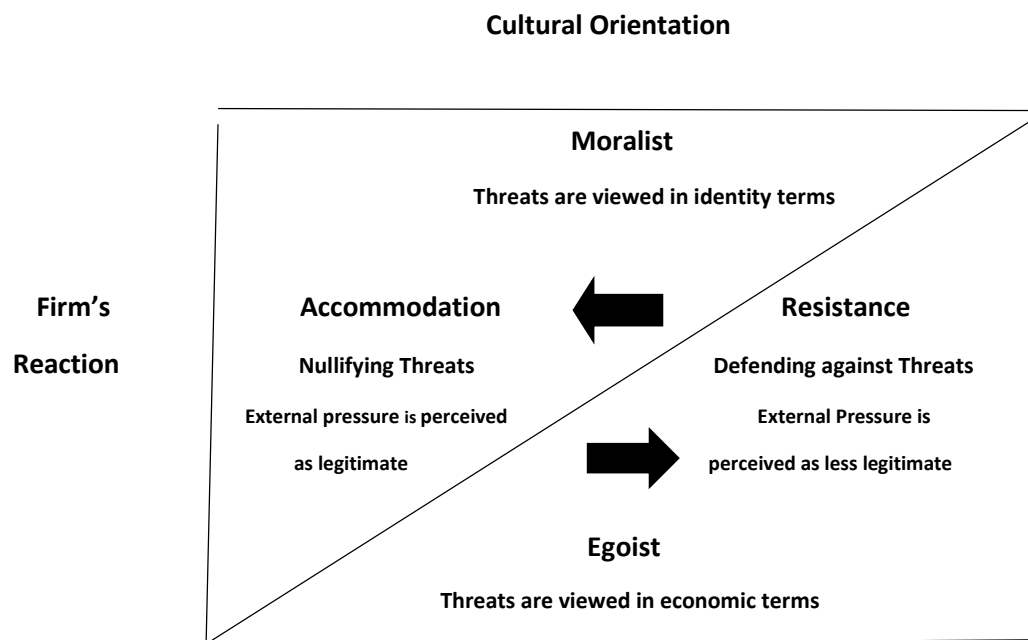 Cultural Orientation
Moralist
Threats are viewed in identity terms
Firm’s
Reaction
Accommodation
Nullifying Threats
External pressure is perceived
as legitimate
Resistance
Defending against Threats
External Pressure is
perceived as less legitimate
Egoist
Threats are viewed in economic terms